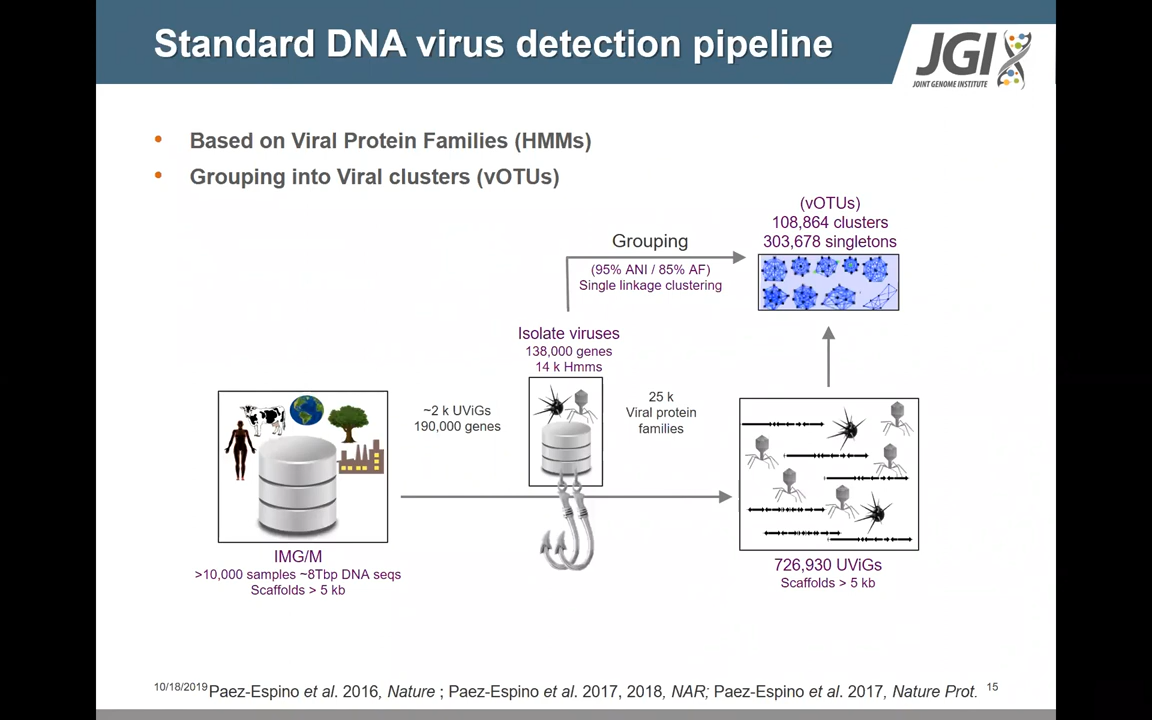 Standard DNA virus detection pipeline
JGI
JOINT GENOME INSTITUTE
• Based on Viral Protein Families (HMMs)
• Grouping into Viral clusters (vOTUs)
(vOTUs)
108,864 clusters
303,678 singletons
Grouping
(95% ANI / 85% AF)
Single linkage clustering
Isolate viruses
138,000 genes
14 k Hmms
~2 k UViGs
190,000 genes
25 k
Viral protein
families
IMG/M
>10,000 samples ~8Tbp DNA seqs
Scaffolds > 5 kb
726,930 UViGs
Scaffolds > 5 kb
10/18/2019 Paez-Espino et al. 2016, Nature ; Paez-Espino et al. 2017, 2018, NAR; Paez-Espino et al. 2017, Nature Prot. 15